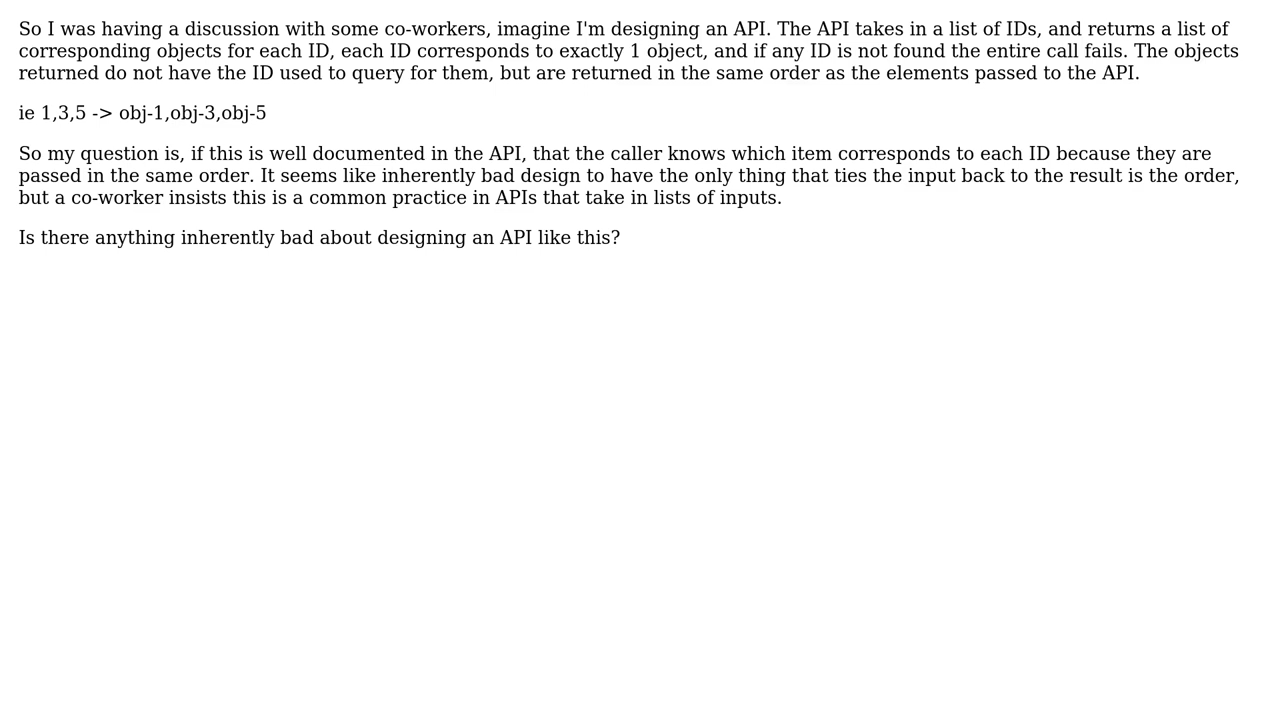 So I was having a discussion with some co-workers, imagine I'm designing an API. The API takes in a list of IDs, and returns a list of
corresponding objects for each ID, each ID corresponds to exactly 1 object, and if any ID is not found the entire call fails. The objects
returned do not have the ID used to query for them, but are returned in the same order as the elements passed to the API.
ie 1,3,5 -> obj-1,obj-3,obj-5
So my question is, if this is well documented in the API, that the caller knows which item corresponds to each ID because they are
passed in the same order. It seems like inherently bad design to have the only thing that ties the input back to the result is the order,
but a co-worker insists this is a common practice in APIs that take in lists of inputs.
Is there anything inherently bad about designing an API like this?